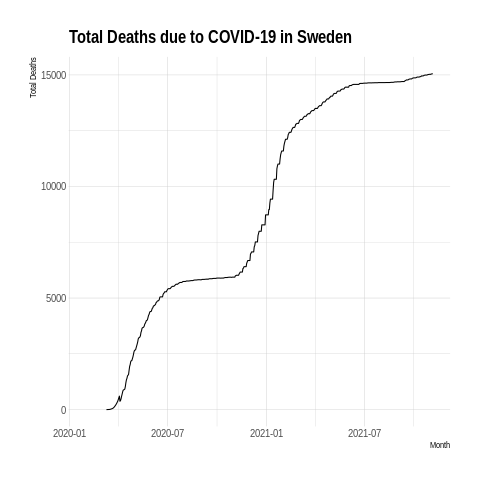 Total Deaths due to COVID-19 in Sweden
Total Deaths
15000
10000
5000
0
2020-01 2020-07 2021-01 2021-07
Month